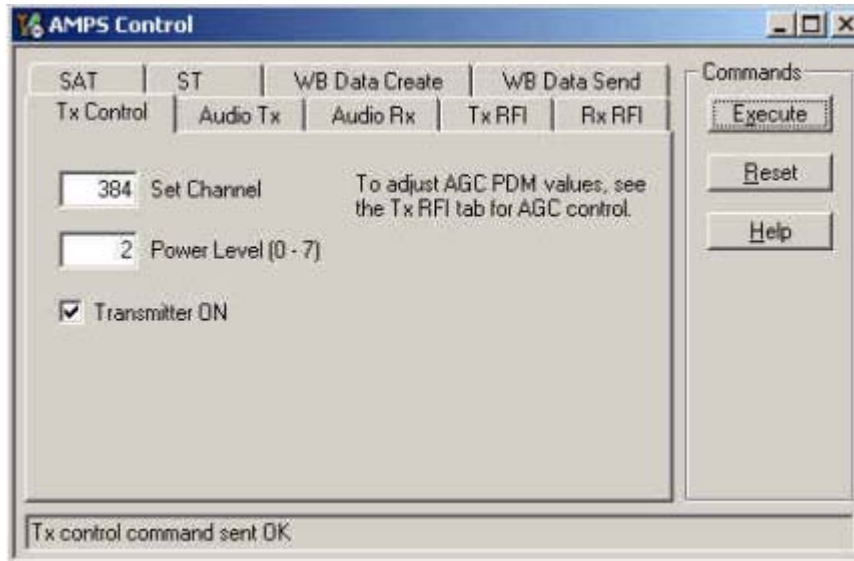 AMPS Control
SAT ST WB Data Create WB Data Send
Tx Control Audio Tx Audio Rx Tx RFI Rx RFI
384 Set Channel
To adjust AGC PDM values, see
the Tx RFI tab for AGC control.
2 Power Level (0 - 7)
Transmitter ON
Commands
Execute
Reset
Help
Tx control command sent OK